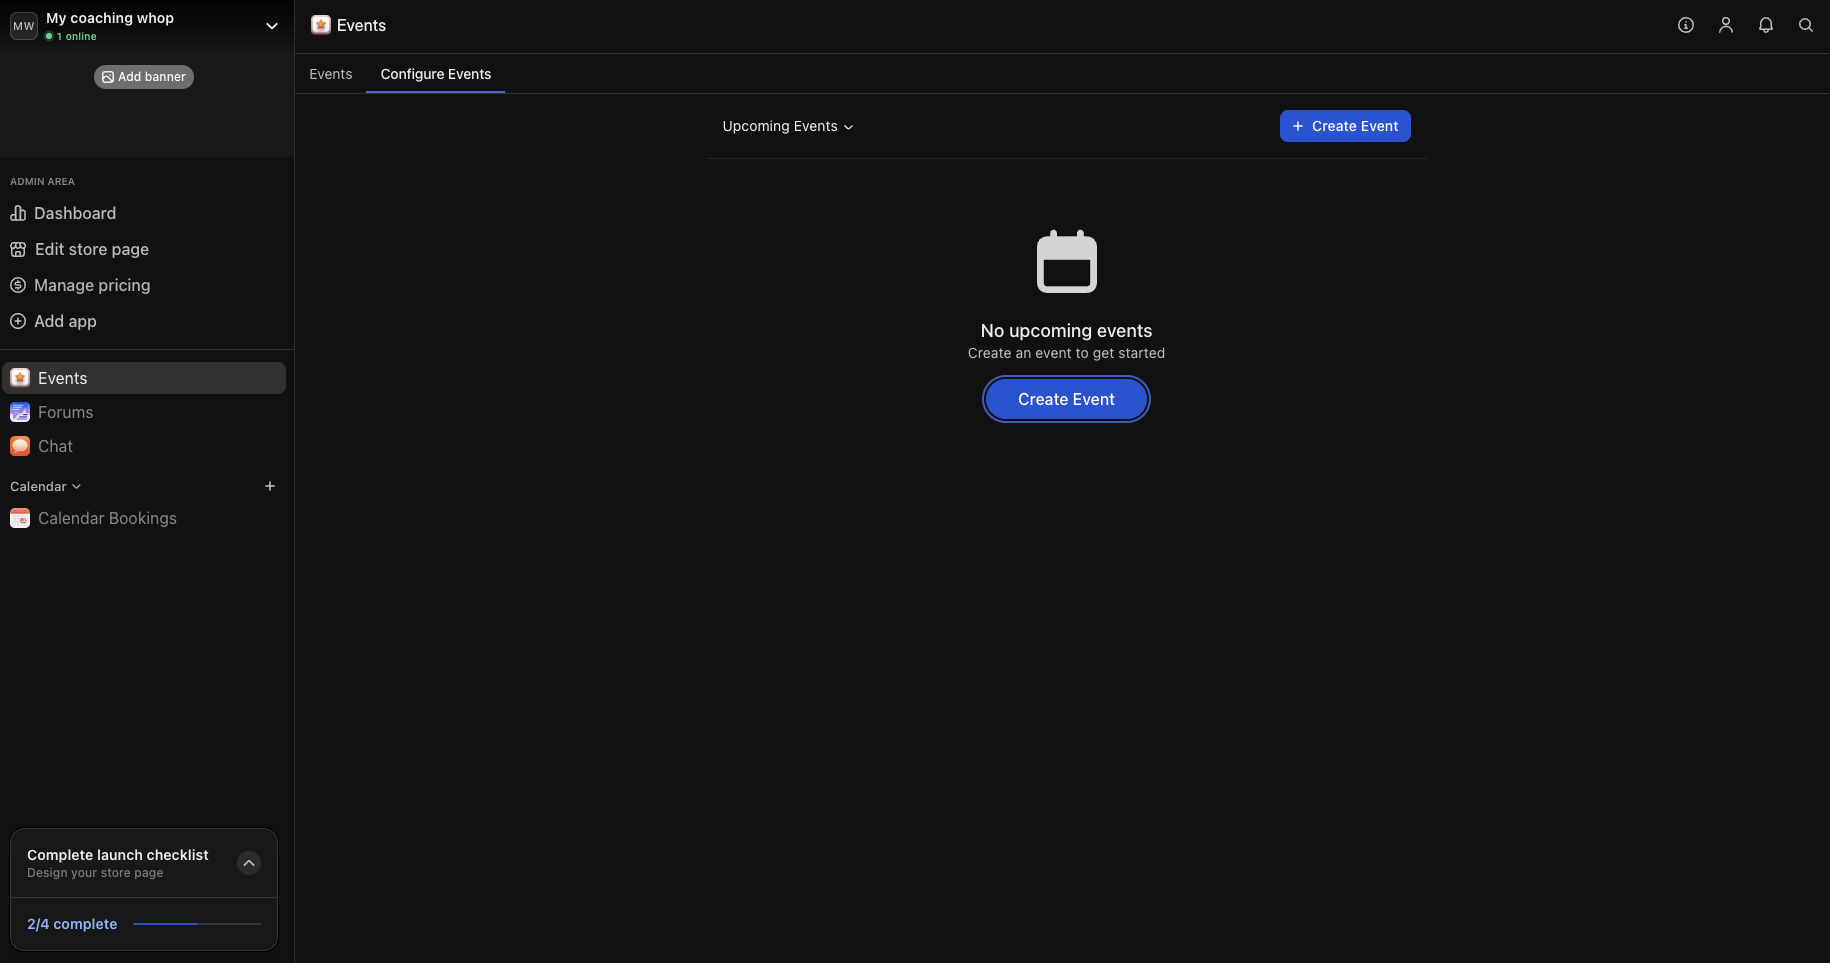 MW
My coaching whop
1 online
Add banner
ADMIN AREA
Dashboard
Edit store page
Manage pricing
Add app
Events
Forums
Chat
Calendar
Calendar Bookings
Complete launch checklist
Design your store page
2/4 complete
Events
Events
Configure Events
Upcoming Events
Create Event
No upcoming events
Create an event to get started
Create Event